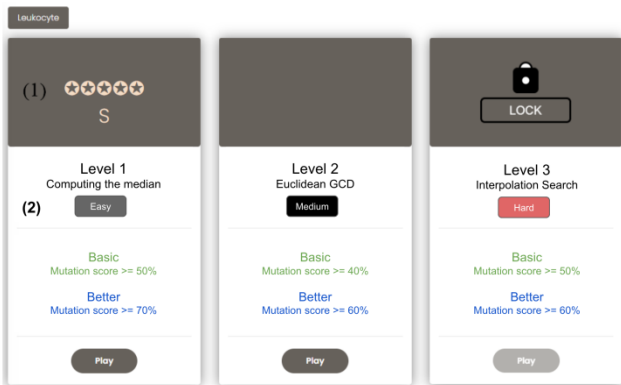 Leukocyte
(1)
S
Level 1
Computing the median
(2) Easy
Basic
Mutation score >= 50%
Better
Mutation score >= 70%
Play
Level 2
Euclidean GCD
Medium
Basic
Mutation score >= 40%
Better
Mutation score >= 60%
Play
LOCK
Level 3
Interpolation Search
Hard
Basic
Mutation score >= 50%
Better
Mutation score >= 60%
Play